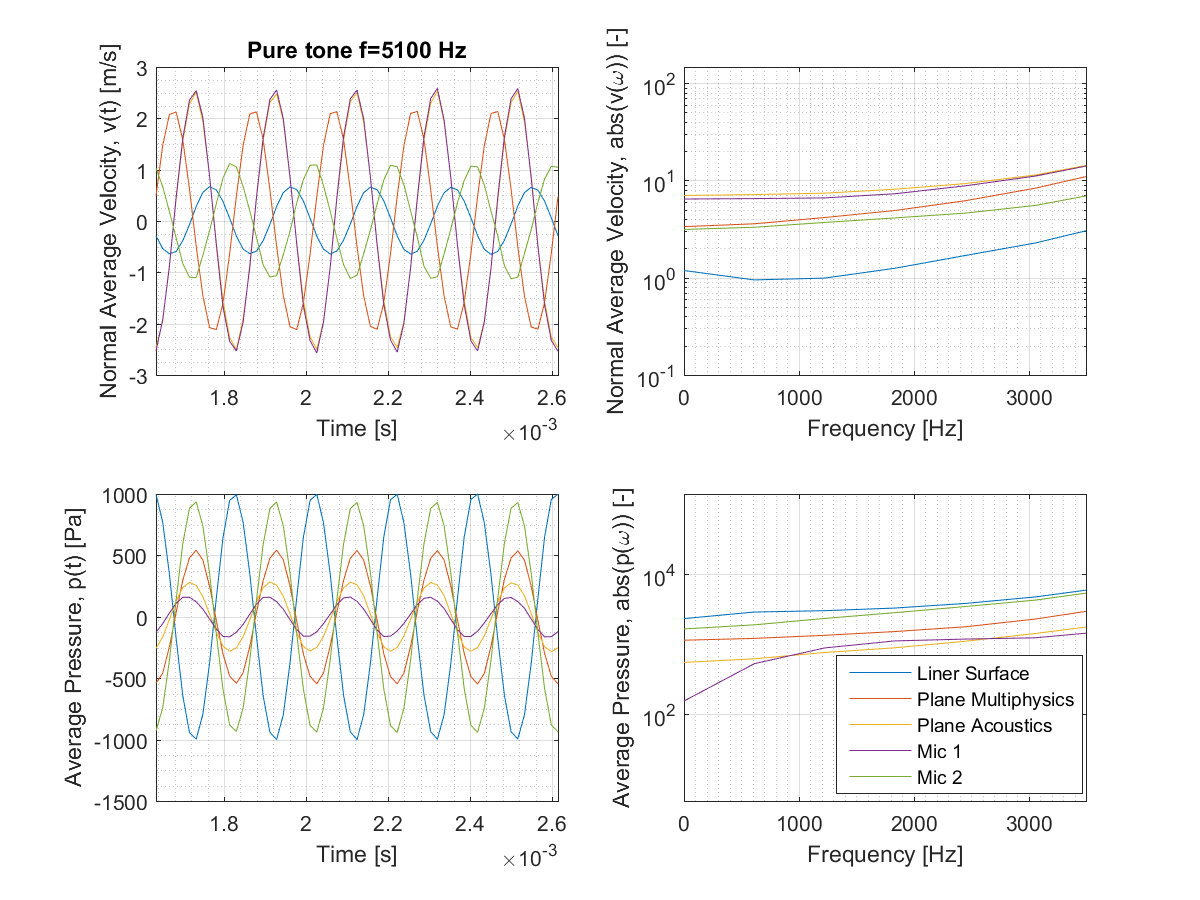 Pure tone f=5100 Hz
Normal Average Velocity, v(t) [m/s]
3
2
1
0
-1
-2
-3
1.8 2 2.2 2.4 2.6
Time [s]
×10-3
Normal Average Velocity, abs(v(ω)) [-]
102
101
100
10-1
0 1000 2000 3000
Frequency [Hz]
Average Pressure, p(t) [Pa]
1000
500
0
-500
-1000
-1500
1.8 2 2.2 2.4 2.6
Time [s]
×10-3
Average Pressure, abs(p(ω)) [-]
104
102
Liner Surface
Plane Multiphysics
Plane Acoustics
Mic 1
Mic 2
0 1000 2000 3000
Frequency [Hz]